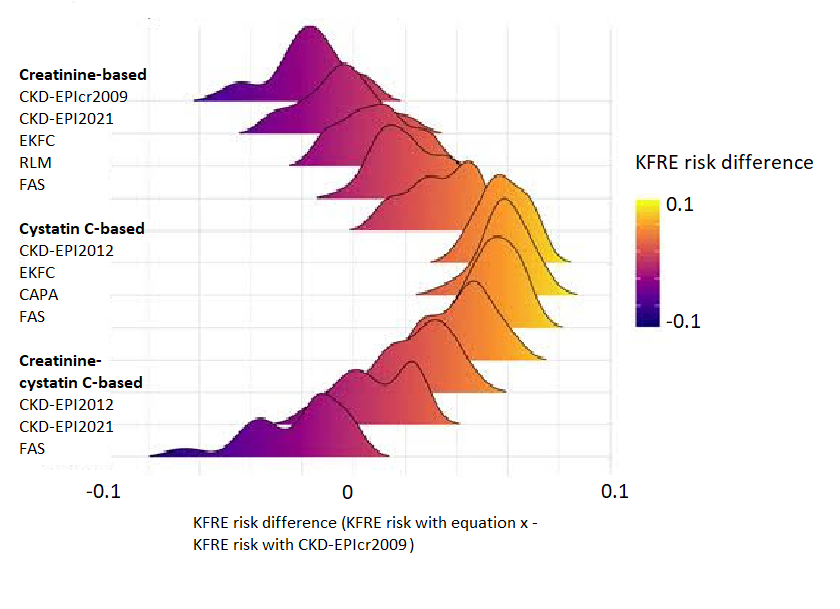 Creatinine-based
CKD-EPIcr2009
CKD-EPI2021
EKFC
RLM
FAS
Cystatin C-based
CKD-EPI2012
EKFC
CAPA
FAS
Creatinine-
cystatin C-based
CKD-EPI2012
CKD-EPI2021
FAS
KFRE risk difference
0.1
-0.1
-0.1
0
0.1
KFRE risk difference (KFRE risk with equation x -
KFRE risk with CKD-EPIcr2009)